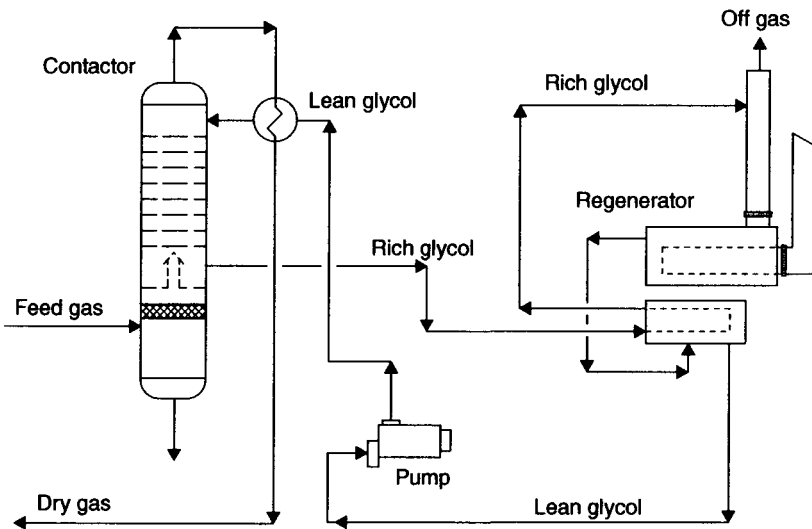 Off gas
Contactor
Rich glycol
Lean glycol
Regenerator
Rich glycol
Feed gas
Pump
Dry gas
Lean glycol